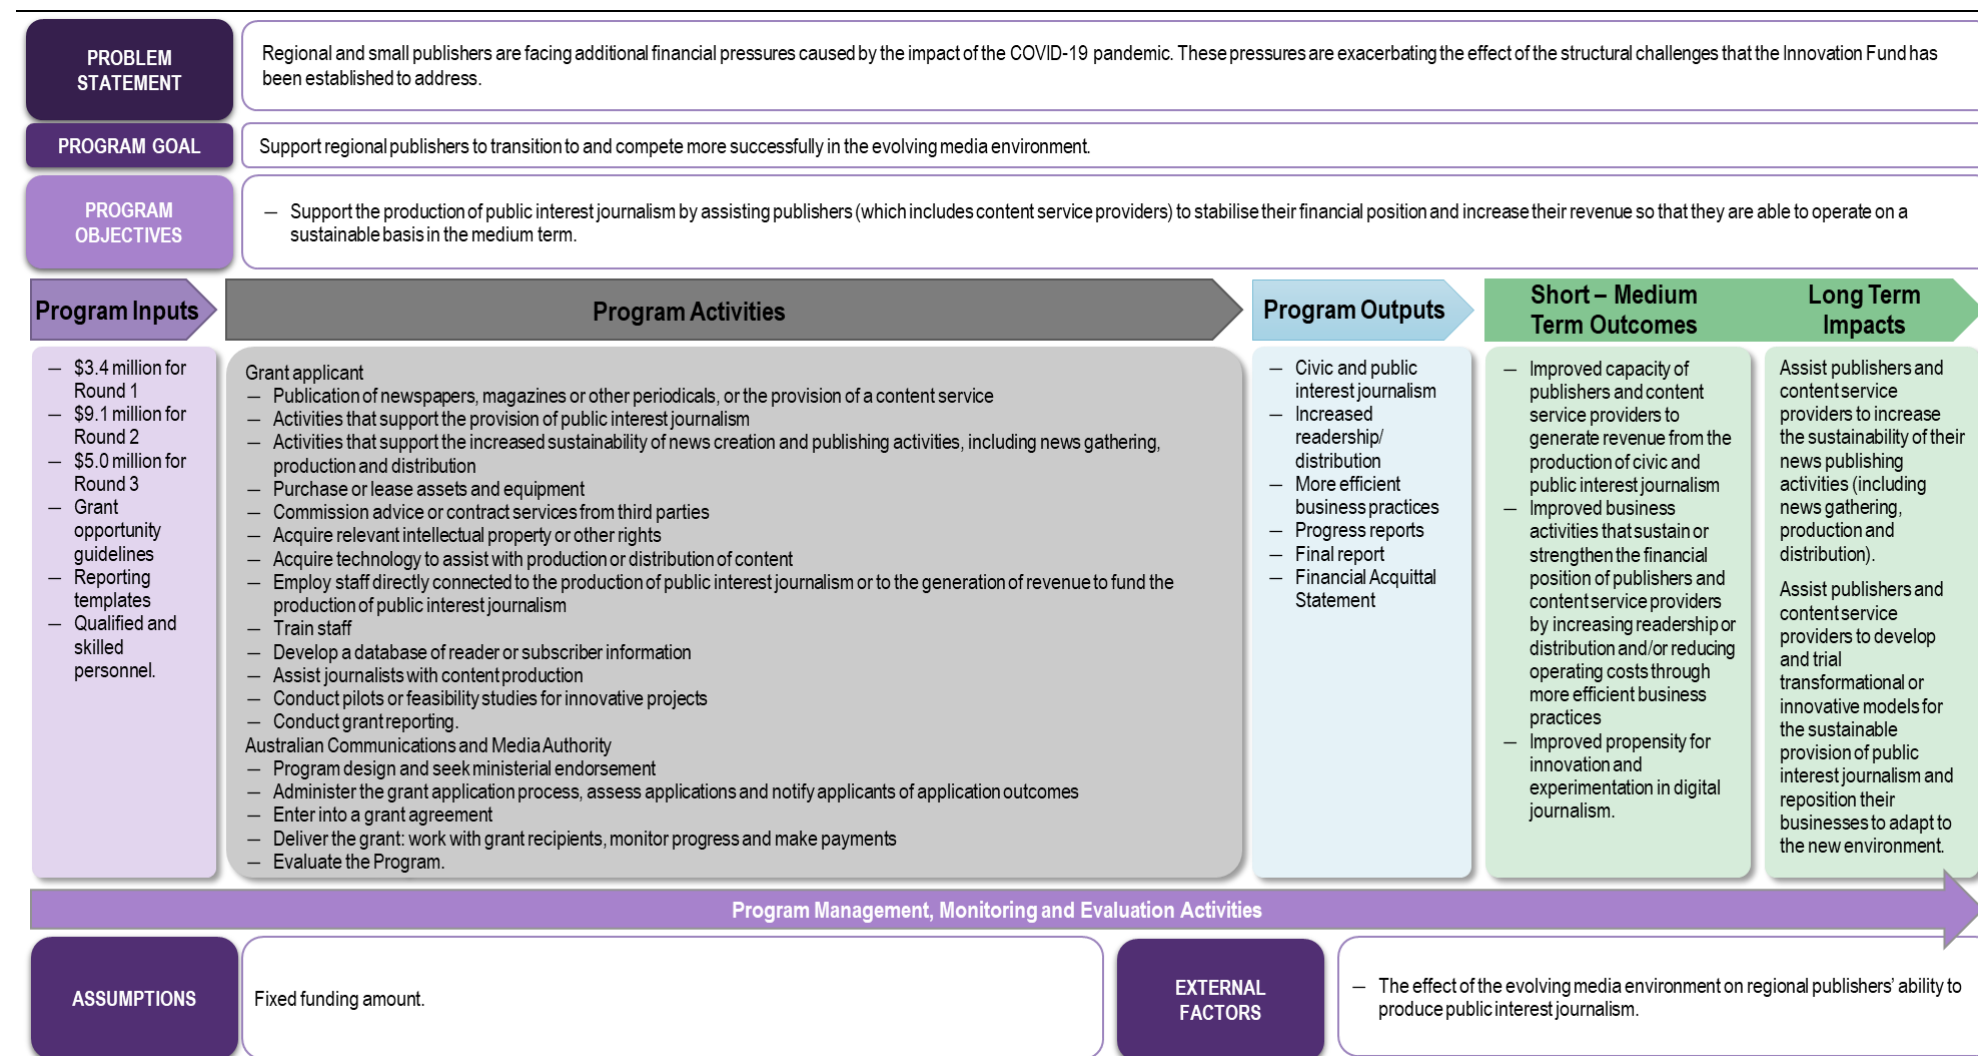 PROBLEM
STATEMENT
Regional and small publishers are facing additional financial pressures caused by the impact of the COVID-19 pandemic. These pressures are exacerbating the effect of the structural challenges that the Innovation Fund has
been established to address.
PROGRAM GOAL
Support regional publishers to transition to and compete more successfully in the evolving media environment.
PROGRAM
OBJECTIVES
— Support the production of public interest journalism by assisting publishers (which includes content service providers) to stabilise their financial position and increase their revenue so that they are able to operate on a
sustainable basis in the medium term.
Program Inputs
— $3.4 million for
Round 1
— $9.1 million for
Round 2
— $5.0 million for
Round 3
— Grant
opportunity
guidelines
— Reporting
templates
— Qualified and
skilled
personnel.
Program Activities
Grant applicant
— Publication of newspapers, magazines or other periodicals, or the provision of a content service
— Activities that support the provision of public interest journalism
— Activities that support the increased sustainability of news creation and publishing activities, including news gathering,
production and distribution
— Purchase or lease assets and equipment
— Commission advice or contract services from third parties
— Acquire relevant intellectual property or other rights
— Acquire technology to assist with production or distribution of content
— Employ staff directly connected to the production of public interest journalism or to the generation of revenue to fund the
production of public interest journalism
— Train staff
— Develop a database of reader or subscriber information
— Assist journalists with content production
— Conduct pilots or feasibility studies for innovative projects
— Conduct grant reporting.
Australian Communications and Media Authority
— Program design and seek ministerial endorsement
— Administer the grant application process, assess applications and notify applicants of application outcomes
— Enter into a grant agreement
— Deliver the grant: work with grant recipients, monitor progress and make payments
— Evaluate the Program.
Program Outputs
— Civic and public
interest journalism
— Increased
readership/
distribution
— More efficient
business practices
— Progress reports
— Final report
— Financial Acquittal
Statement
Short – Medium
Term Outcomes
— Improved capacity of
publishers and content
service providers to
generate revenue from the
production of civic and
public interest journalism
— Improved business
activities that sustain or
strengthen the financial
position of publishers and
content service providers
by increasing readership or
distribution and/or reducing
operating costs through
more efficient business
practices
— Improved propensity for
innovation and
experimentation in digital
journalism.
Long Term
Impacts
Assist publishers and
content service
providers to increase
the sustainability of their
news publishing
activities (including
news gathering,
production and
distribution).
Assist publishers and
content service
providers to develop
and trial
transformational or
innovative models for
the sustainable
provision of public
interest journalism and
reposition their
businesses to adapt to
the new environment.
Program Management, Monitoring and Evaluation Activities
ASSUMPTIONS
Fixed funding amount.
EXTERNAL
FACTORS
— The effect of the evolving media environment on regional publishers’ ability to
produce public interest journalism.